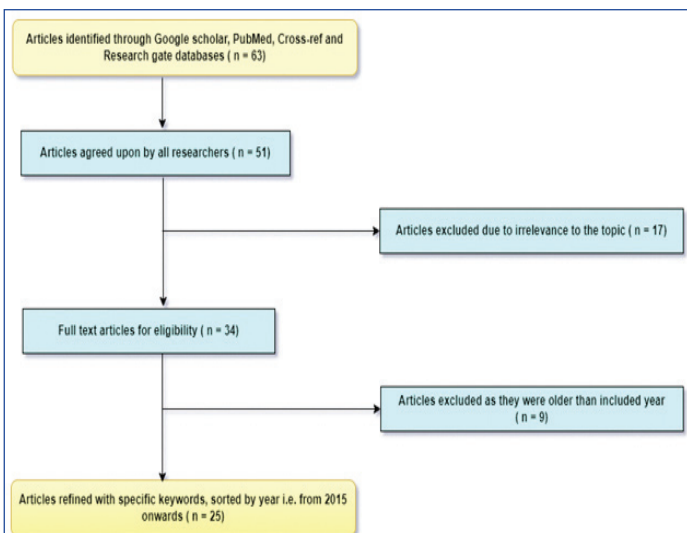 Articles identified through Google scholar, PubMed, Cross-ref and
Research gate databases ( n = 63)
Articles agreed upon by all researchers ( n = 51)
Articles excluded due to irrelevance to the topic ( n = 17)
Full text articles for eligibility ( n = 34)
Articles excluded as they were older than included year
( n = 9)
Articles refined with specific keywords, sorted by year i.e. from 2015
onwards ( n = 25)